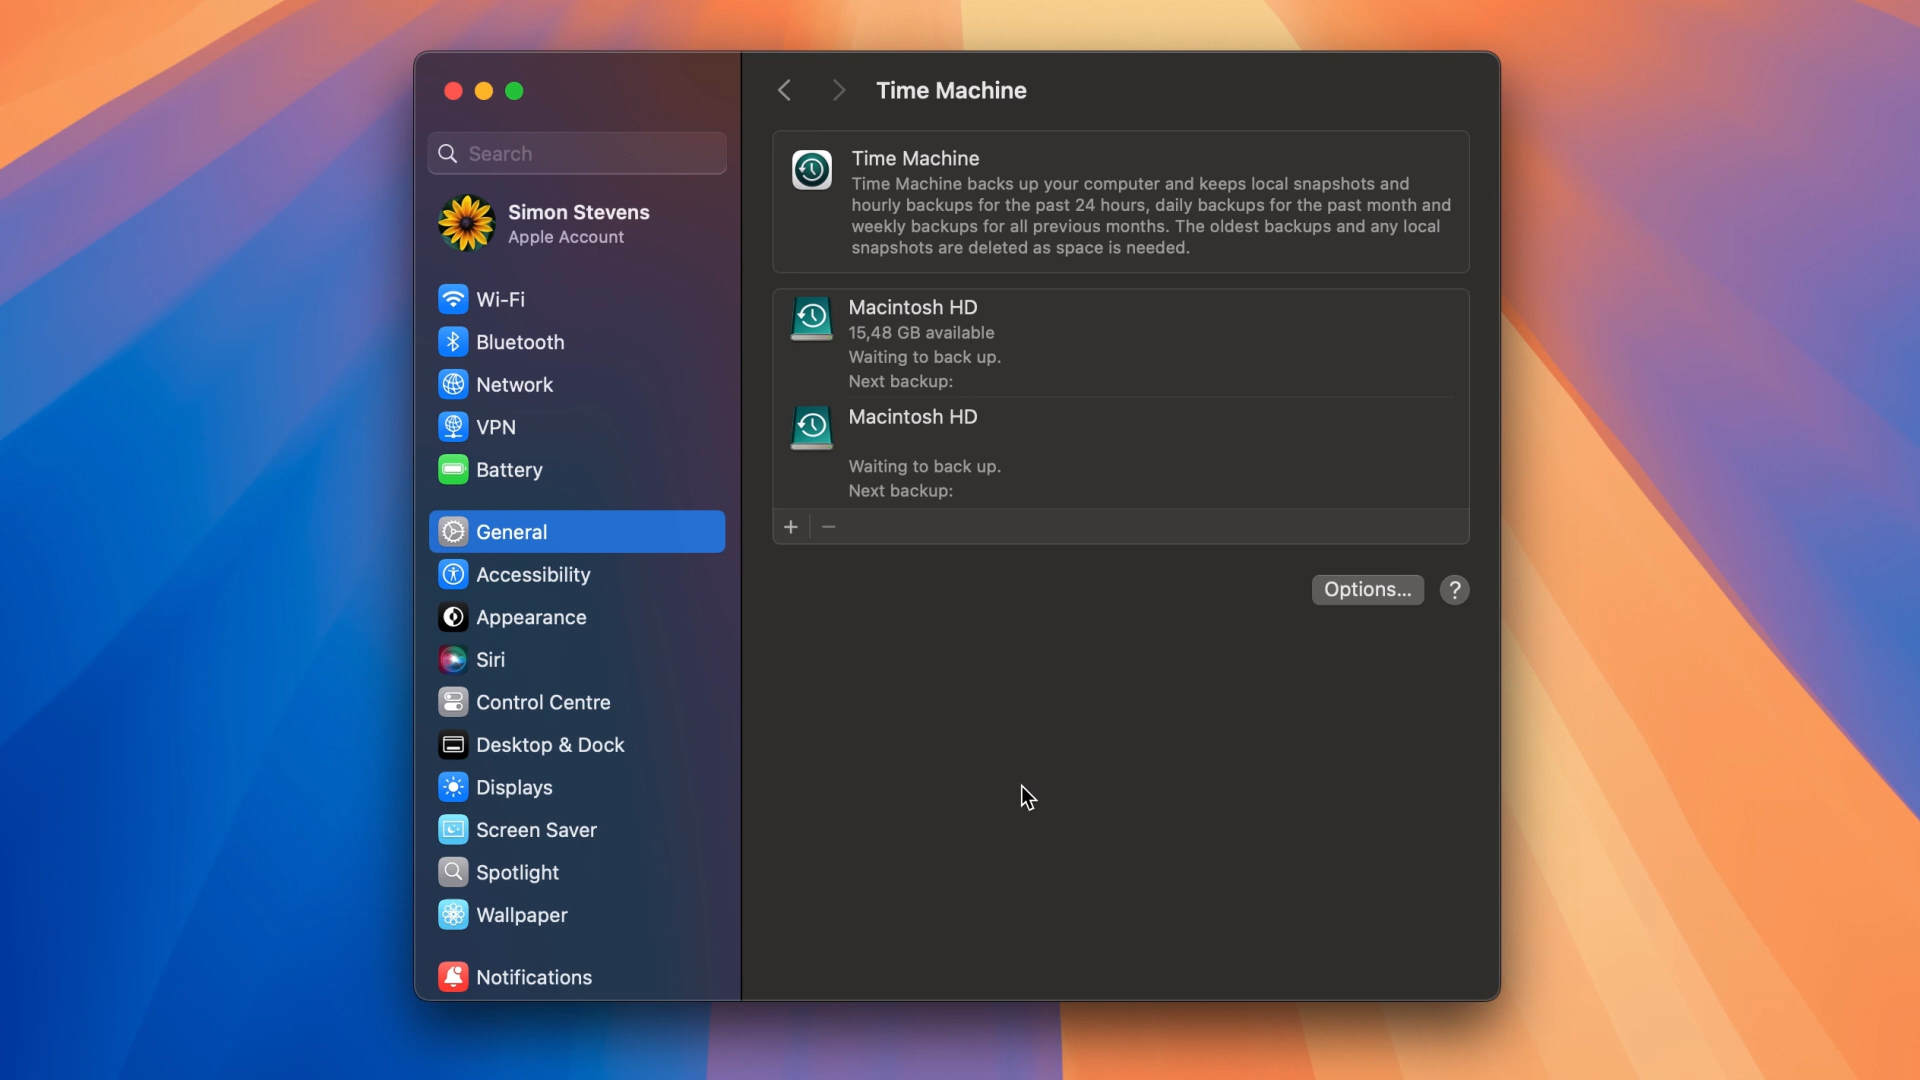 Search
Simon Stevens
Apple Account
Wi-Fi
Bluetooth
Network
VPN
Battery
General
Accessibility
Appearance
Siri
Control Centre
Desktop & Dock
Displays
Screen Saver
Spotlight
Wallpaper
Notifications
Time Machine
Time Machine
Time Machine backs up your computer and keeps local snapshots and
hourly backups for the past 24 hours, daily backups for the past month and
weekly backups for all previous months. The oldest backups and any local
snapshots are deleted as space is needed.
Macintosh HD
15,48 GB available
Waiting to back up.
Next backup:
Macintosh HD
Waiting to back up.
Next backup:
+ −
Options... ?